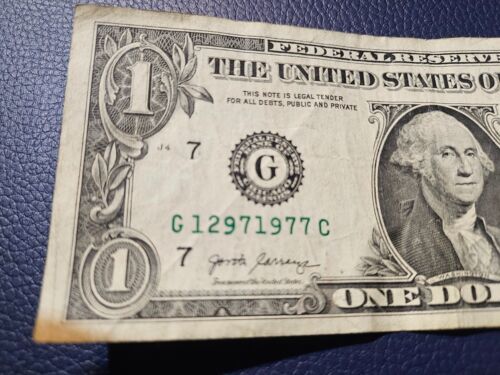 FEDERAL RESERVE
1
THE UNITED STATES O
THIS NOTE IS LEGAL TENDER
FOR ALL DEBTS, PUBLIC AND PRIVATE
J4 7
G
G 12971977 C
7
1
WASHING
ONE DO